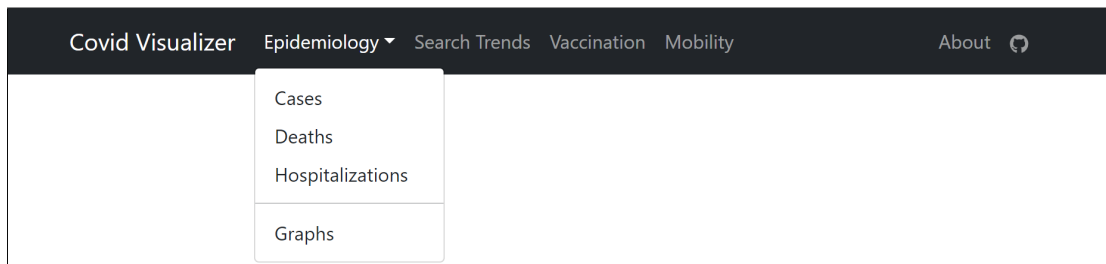 Covid Visualizer Epidemiology Search Trends Vaccination Mobility About
Cases
Deaths
Hospitalizations
Graphs